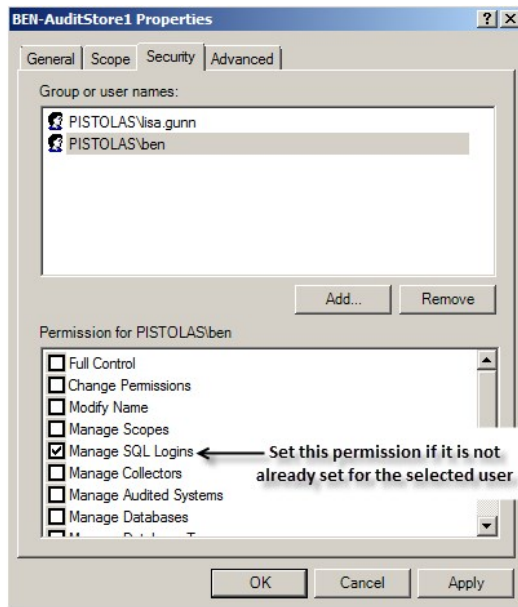 BEN-AuditStore1 Properties
General Scope Security Advanced
Group or user names:
PISTOLAS\lisa.gunn
PISTOLAS\ben
Add... Remove
Permission for PISTOLAS\ben
Full Control
Change Permissions
Modify Name
Manage Scopes
Manage SQL Logins
Set this permission if it is not
already set for the selected user
Manage Collectors
Manage Audited Systems
Manage Databases
OK Cancel Apply